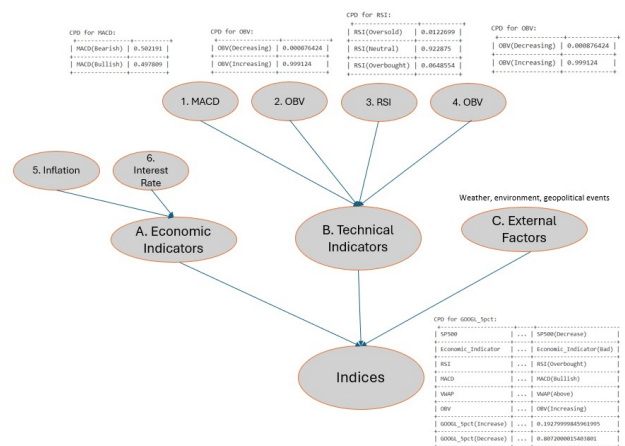 CPD for MACD:
| MACD(Bearish) | 0.502191 |
| MACD(Bullish) | 0.497809 |
CPD for OBV:
| OBV(Decreasing) | 0.000876424 |
| OBV(Increasing) | 0.999124 |
CPD for RSI:
| RSI(Oversold) | 0.0122699 |
| RSI(Neutral) | 0.922875 |
| RSI(Overbought) | 0.0648554 |
CPD for OBV:
| OBV(Decreasing) | 0.000876424 |
| OBV(Increasing) | 0.999124 |
1. MACD
2. OBV
3. RSI
4. OBV
5. Inflation
6.
Interest
Rate
Weather, environment, geopolitical events
A. Economic
Indicators
B. Technical
Indicators
C. External
Factors
Indices
CPD for GOOGL_5pct:
| SP500 | ... | SP500(Decrease) |
| Economic_Indicator | ... | Economic_Indicator(Bad) |
| RSI | ... | RSI(Overbought) |
| MACD | ... | MACD(Bullish) |
| VWAP | ... | VWAP(Above) |
| OBV | ... | OBV(Increasing) |
| GOOGL_5pct(Increase) | ... | 0.19279999845961995 |
| GOOGL_5pct(Decrease) | ... | 0.8072000015403801 |